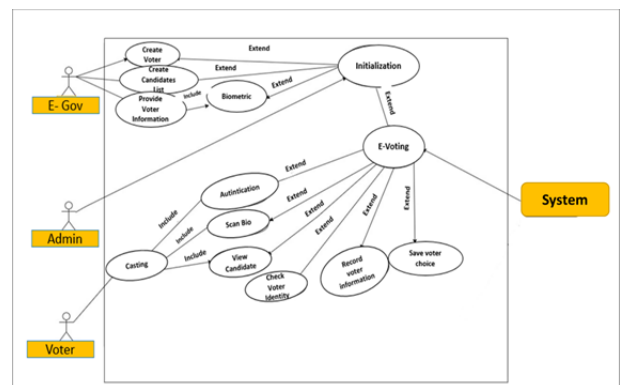 Create
Voter
Extend
Create
Candidates
List
Extend
Initialization
Provide
Voter
Information
Include
Biometric
Extend
E- Gov
Extend
E-Voting
Extend
Autintication
Extend
System
Include
Scan Bio
Extend
Admin
Include
Extend
Extend
Extend
Include
View
Candidate
Casting
Check
Voter
Identity
Record
voter
information
Save voter
choice
Voter